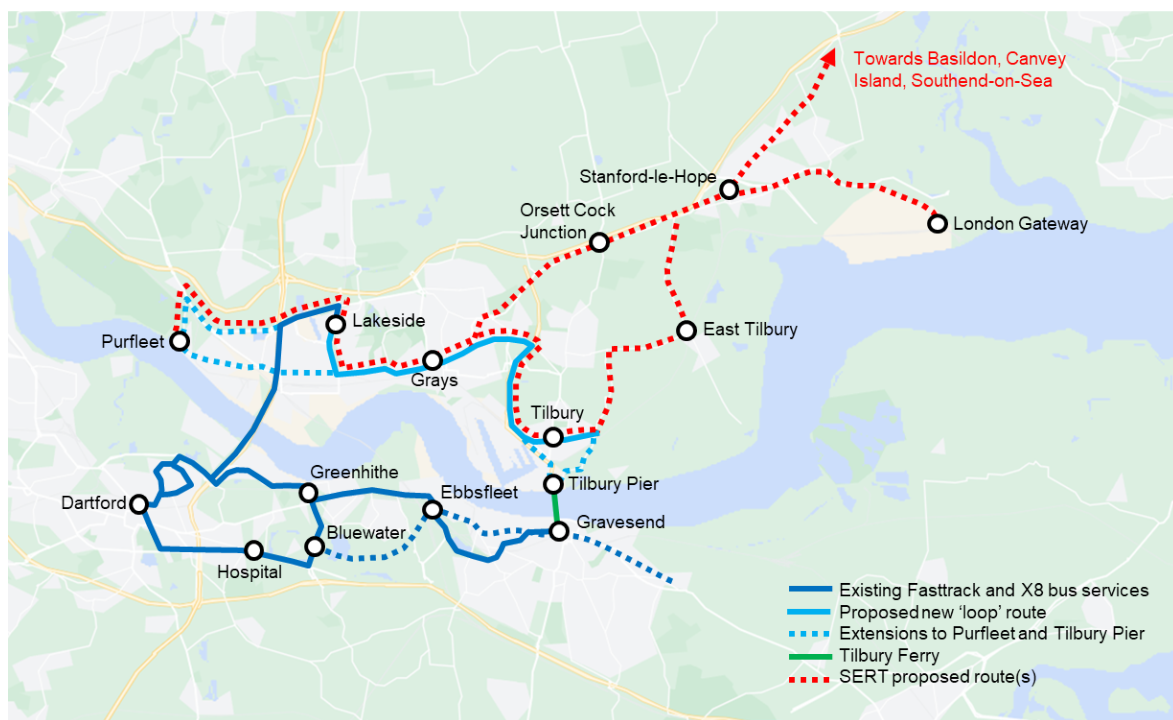 Towards Basildon, Canvey
Island, Southend-on-Sea
Stanford-le-Hope
Orsett Cock
Junction
London Gateway
Lakeside
East Tilbury
Purfleet
Grays
Tilbury
Greenhithe
Tilbury Pier
Dartford
Ebbsfleet
Gravesend
Bluewater
Hospital
Existing Fasttrack and X8 bus services
Proposed new ‘loop’ route
Extensions to Purfleet and Tilbury Pier
Tilbury Ferry
SERT proposed route(s)